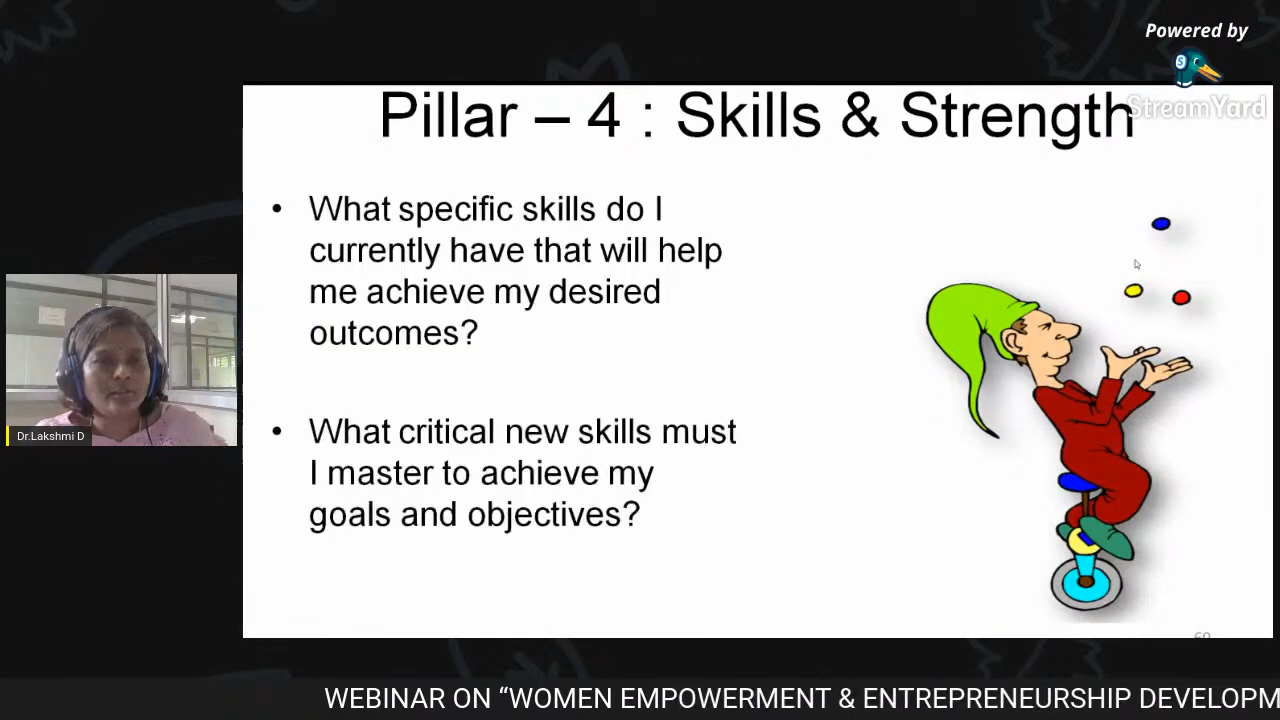 Powered by
StreamYard
Pillar – 4 : Skills & Strength
• What specific skills do I
currently have that will help
me achieve my desired
outcomes?
• What critical new skills must
I master to achieve my
goals and objectives?
Dr.Lakshmi D
WEBINAR ON “WOMEN EMPOWERMENT & ENTREPRENEURSHIP DEVELOPM